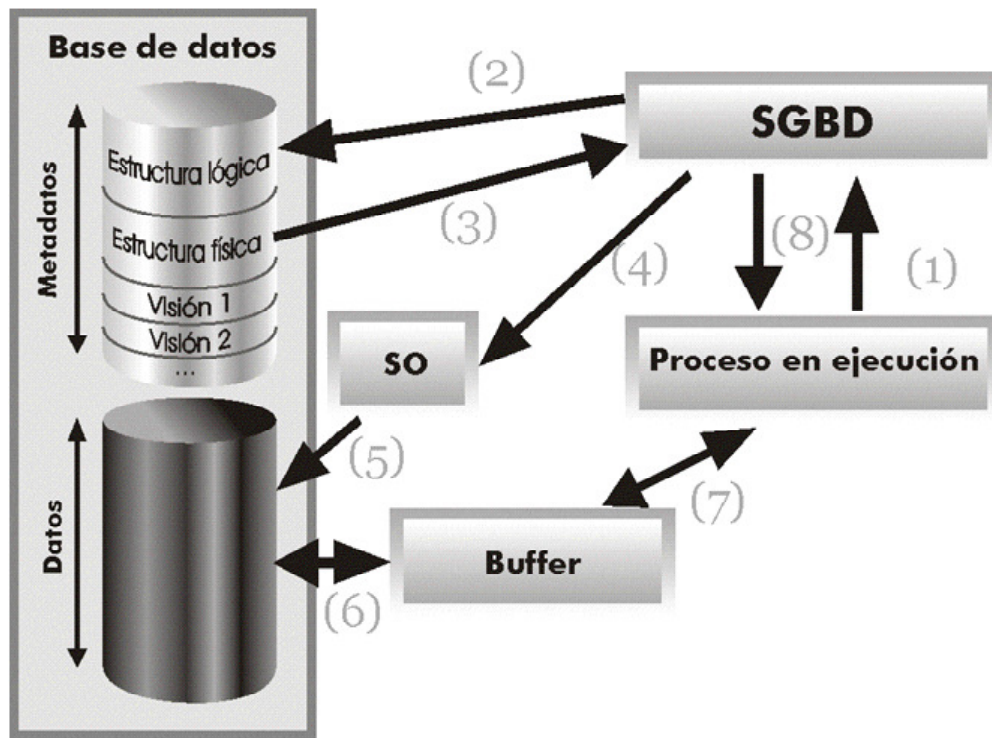 Base de datos
Metadatos
Estructura lógica
Estructura física
Visión 1
Visión 2
...
Datos
(2)
SGBD
(3)
(4)
(8)
(1)
SO
Proceso en ejecución
(5)
(7)
Buffer
(6)